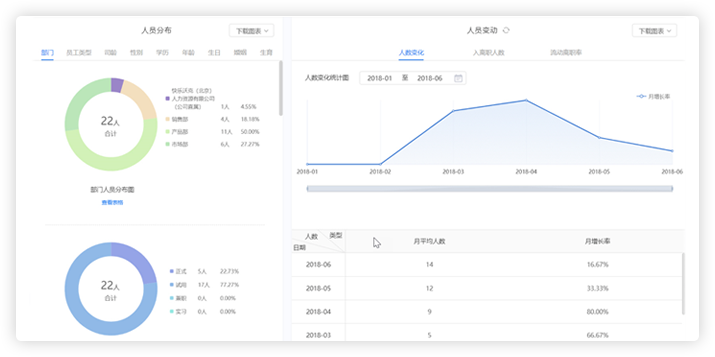 人员分布
下载图表
部门 员工类型 司龄 性别 学历 年龄 生日 婚姻 生育
22人
合计
快乐沃克（北京）
人力资源有限公司
（公司直属） 1人 4.55%
销售部 4人 18.18%
产品部 11人 50.00%
市场部 6人 27.27%
部门人员分布图
查看表格
22人
合计
正式 5人 22.73%
试用 17人 77.27%
兼职 0人 0.00%
实习 0人 0.00%
人员变动
下载图表
人数变化 入离职人数 流动离职率
人数变化统计图 2018-01 至 2018-06
月增长率
2018-01 2018-02 2018-03 2018-04 2018-05 2018-06
人数 类型
日期
月平均人数 月增长率
2018-06 14 16.67%
2018-05 12 33.33%
2018-04 9 80.00%
2018-03 5 66.67%